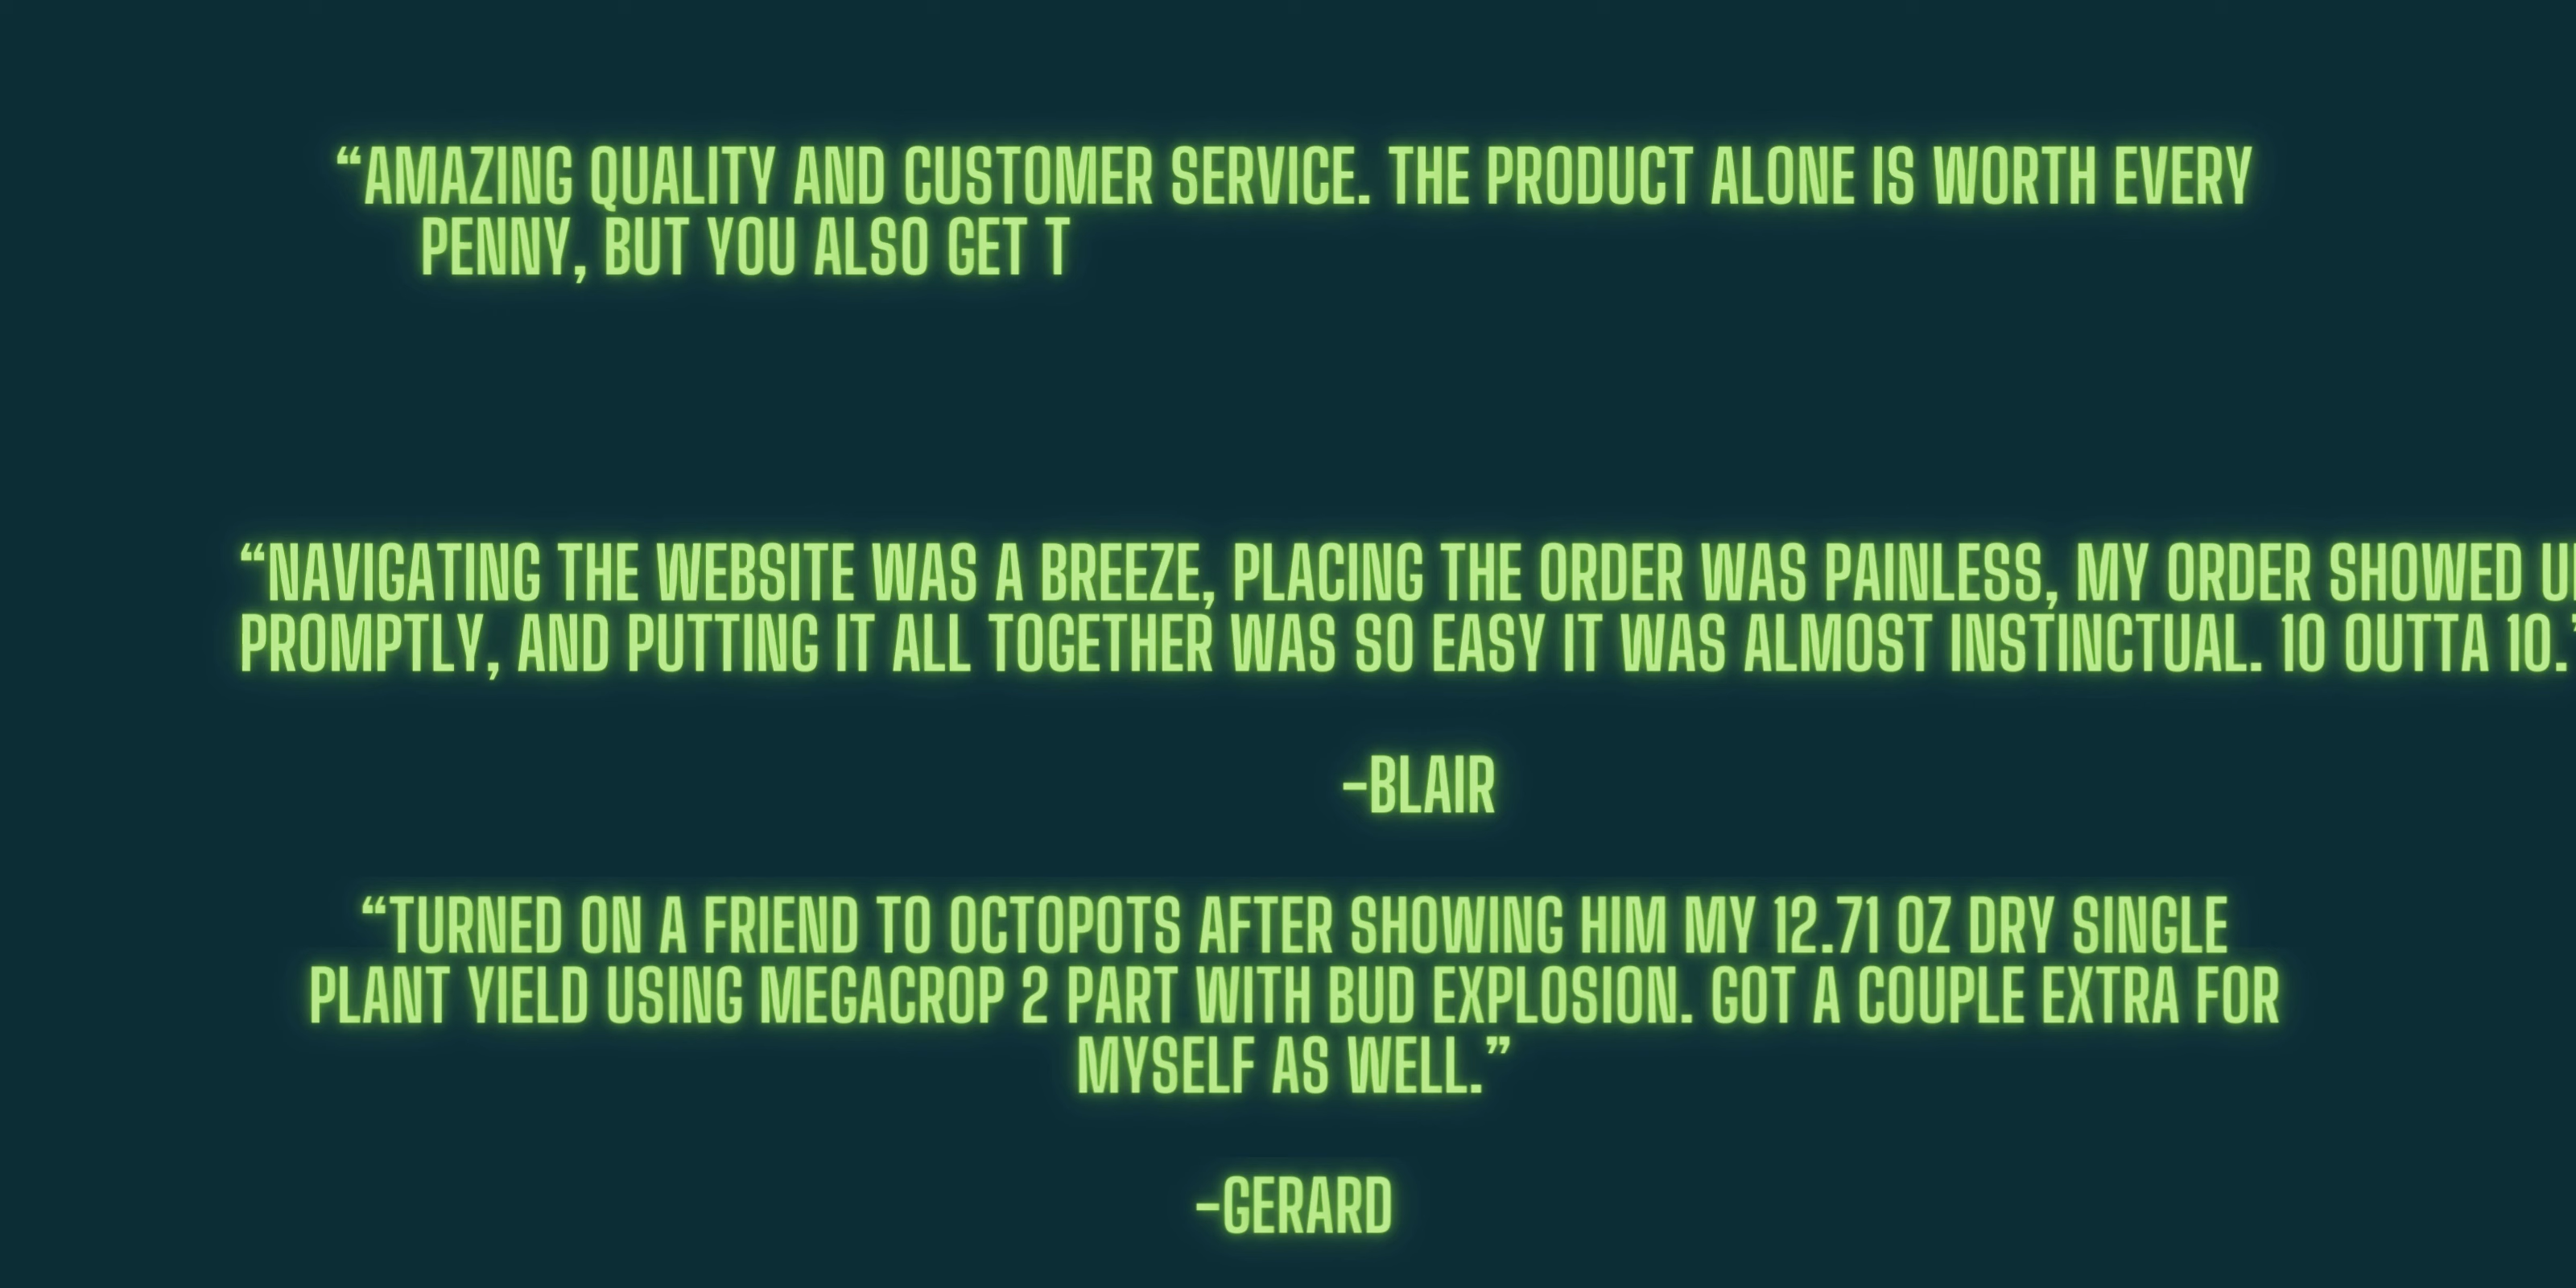 “AMAZING QUALITY AND CUSTOMER SERVICE. THE PRODUCT ALONE IS WORTH EVERY
PENNY, BUT YOU ALSO GET T
“NAVIGATING THE WEBSITE WAS A BREEZE, PLACING THE ORDER WAS PAINLESS, MY ORDER SHOWED
PROMPTLY, AND PUTTING IT ALL TOGETHER WAS SO EASY IT WAS ALMOST INSTINCTUAL. 10 OUTTA 10.”
–BLAIR
“TURNED ON A FRIEND TO OCTOPOTS AFTER SHOWING HIM MY 12.71 OZ DRY SINGLE
PLANT YIELD USING MEGACROP 2 PART WITH BUD EXPLOSION. GOT A COUPLE EXTRA FOR
MYSELF AS WELL.”
–GERARD